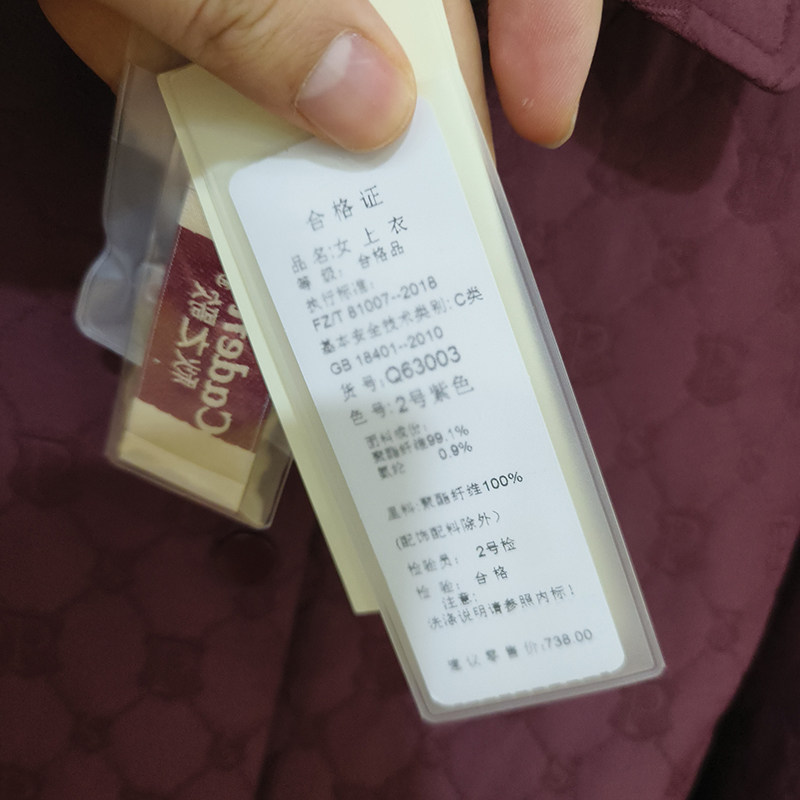 合格证
品名:女上衣
等级: 合格品
执行标准:
FZ/T 81007--2018
基本安全技术类别: C类
GB 18401--2010
货号:Q63003
色号:2号紫色
面料成份:
聚酯纤维99.1%
氨纶 0.9%
里料:聚酯纤维100%
(配饰配料除外)
检验员: 2号检
检验: 合格
注意:
洗涤说明请参照内标!
建议零售价:738.00